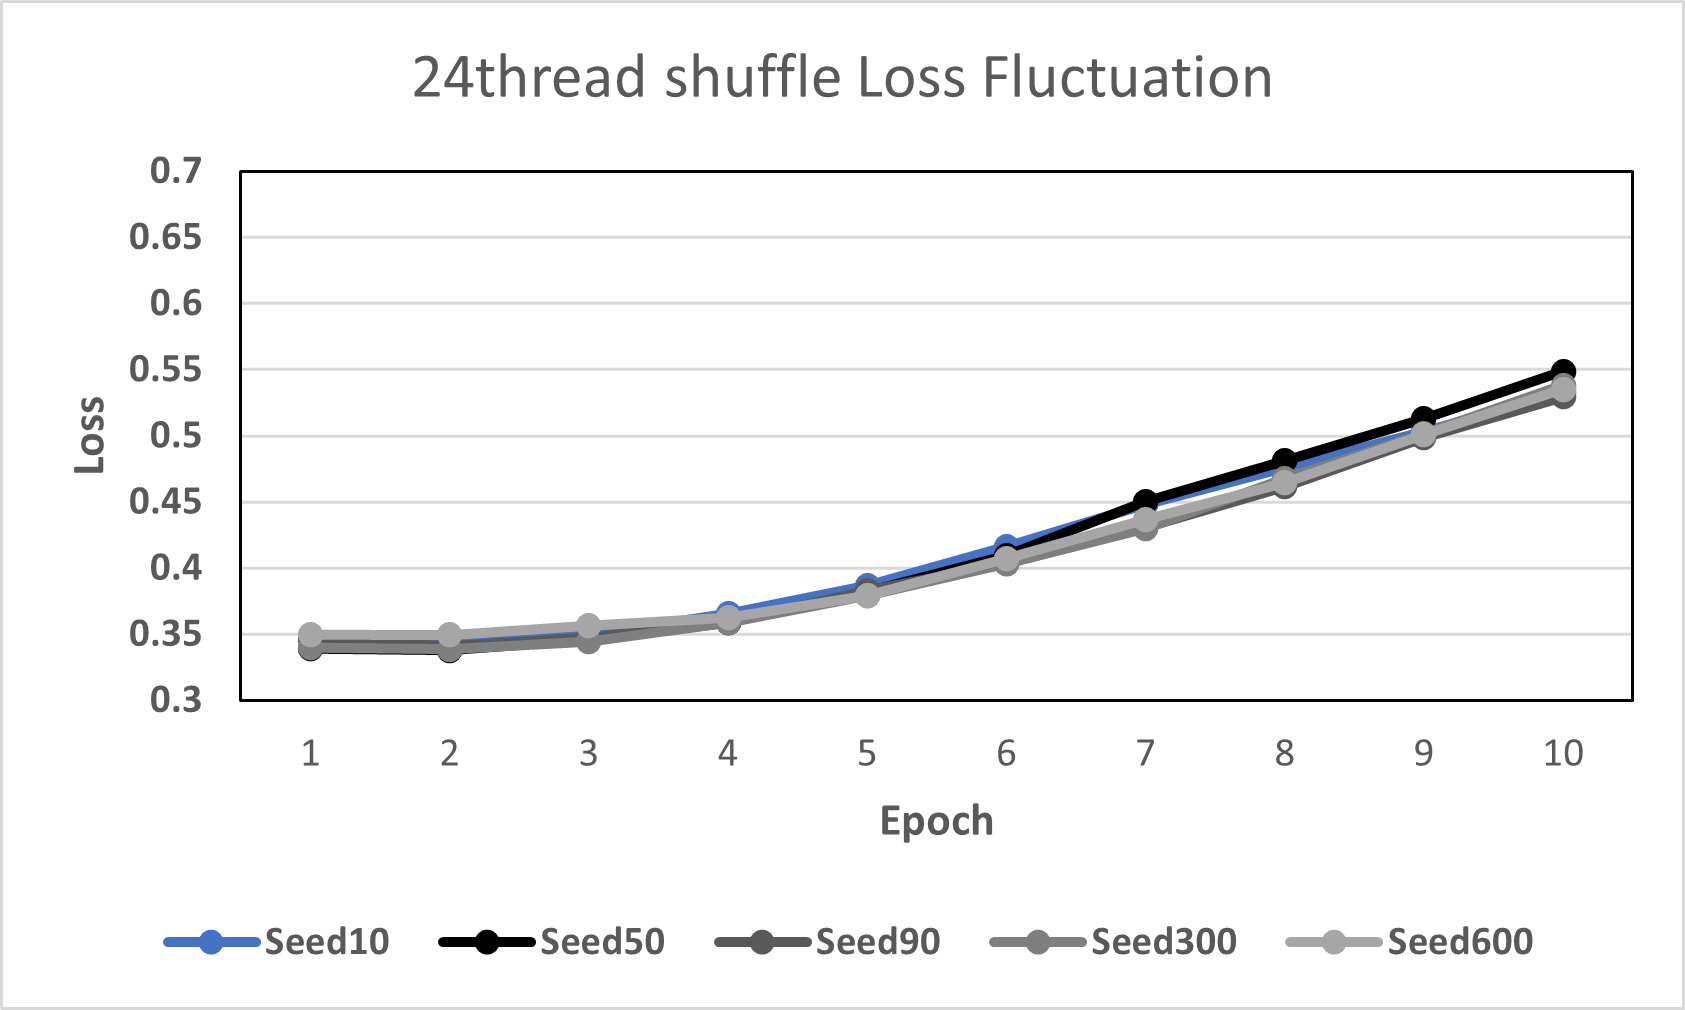 24thread shuffle Loss Fluctuation
0.7
0.65
0.6
0.55
0.5
0.45
0.4
0.35
0.3
Loss
1 2 3 4 5 6 7 8 9 10
Epoch
Seed10 Seed50 Seed90 Seed300 Seed600